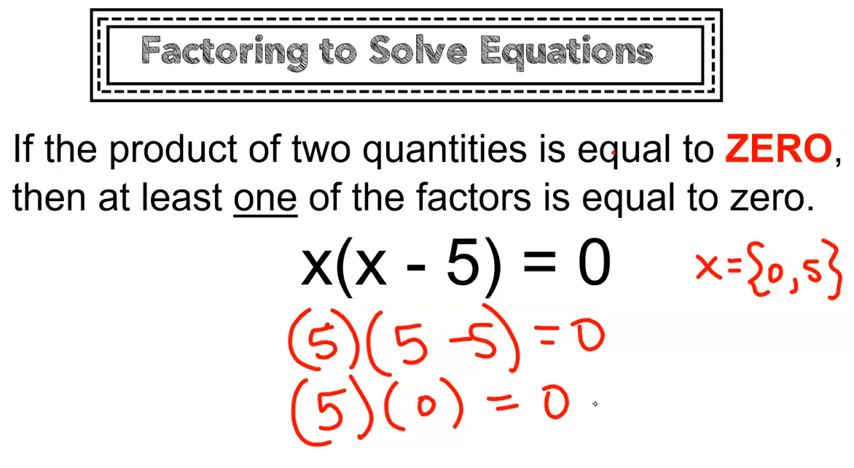 Factoring to Solve Equations
If the product of two quantities is equal to ZERO,
then at least one of the factors is equal to zero.
x(x - 5) = 0
x={0,5}
(5)(5-5)=0
(5)(0)=0